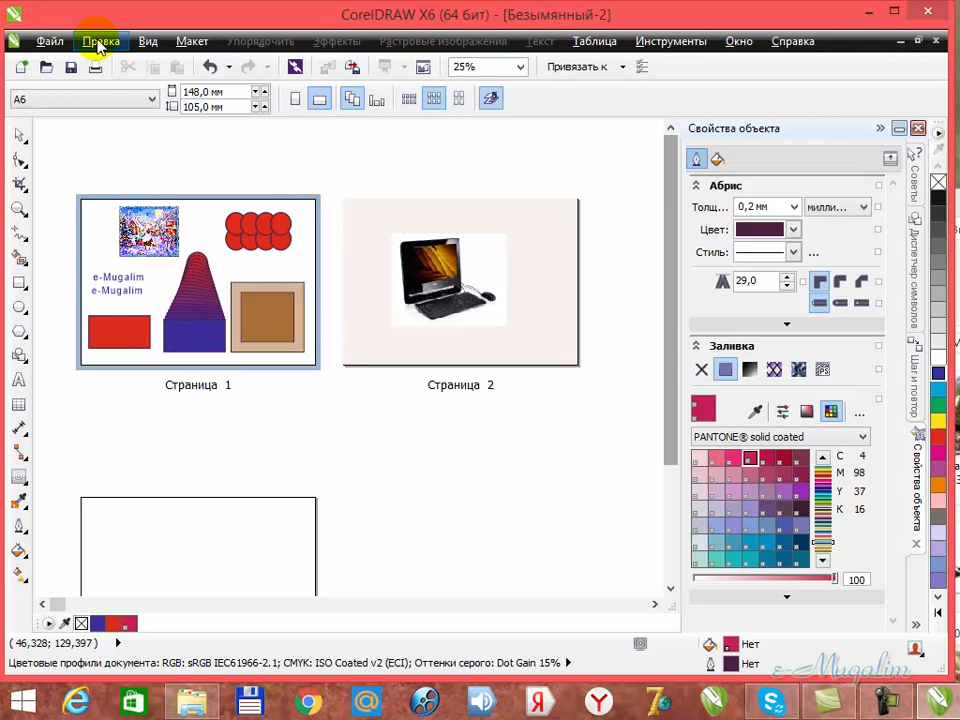 CorelDRAW X6 (64 бит) - [Безымянный-2]
Файл Правка Вид Макет Упорядочить Эффекты Растровые изображения Текст Таблица Инструменты Окно Справка
25% Привязать к
A6 148,0 мм
105,0 мм
Свойства объекта
Абрис
Толщ... 0,2 мм милли...
Цвет:
Стиль: ...
29,0
Заливка
PS
...
PANTONE® solid coated
C 4
M 98
Y 37
K 16
100
Советы
Диспетчер символов
Шаг и повтор
Свойства объекта
e-Mugalim
e-Mugalim
Страница 1
Страница 2
( 46,328; 129,397 )
Нет
Цветовые профили документа: RGB: sRGB IEC61966-2.1; CMYK: ISO Coated v2 (ECI); Оттенки серого: Dot Gain 15%
Нет
e-Mugalim